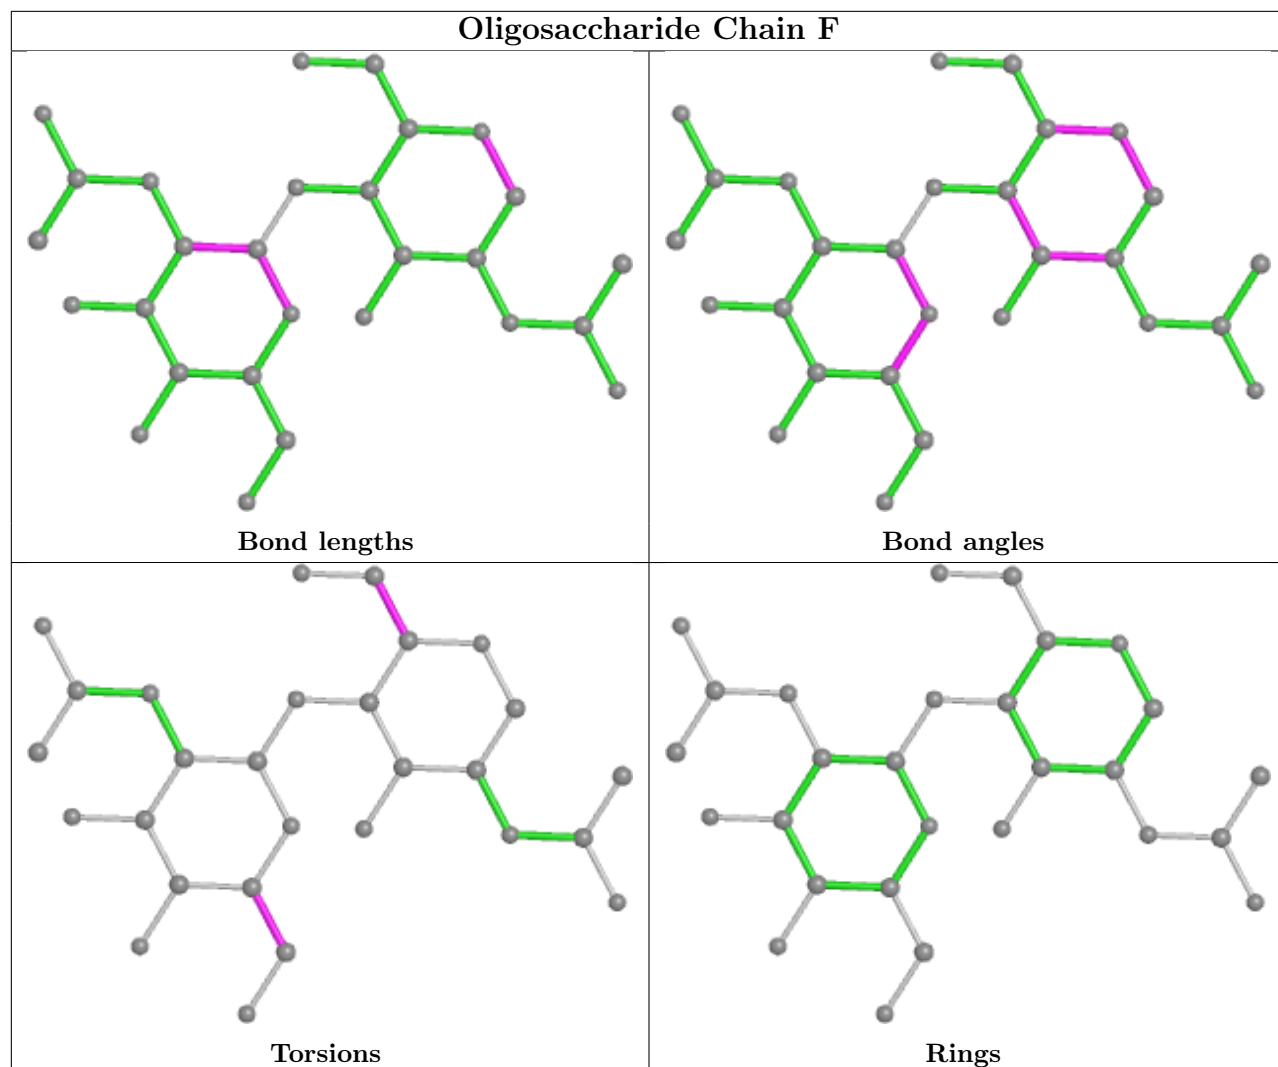 Oligosaccharide Chain F
Bond lengths
Bond angles
Torsions
Rings